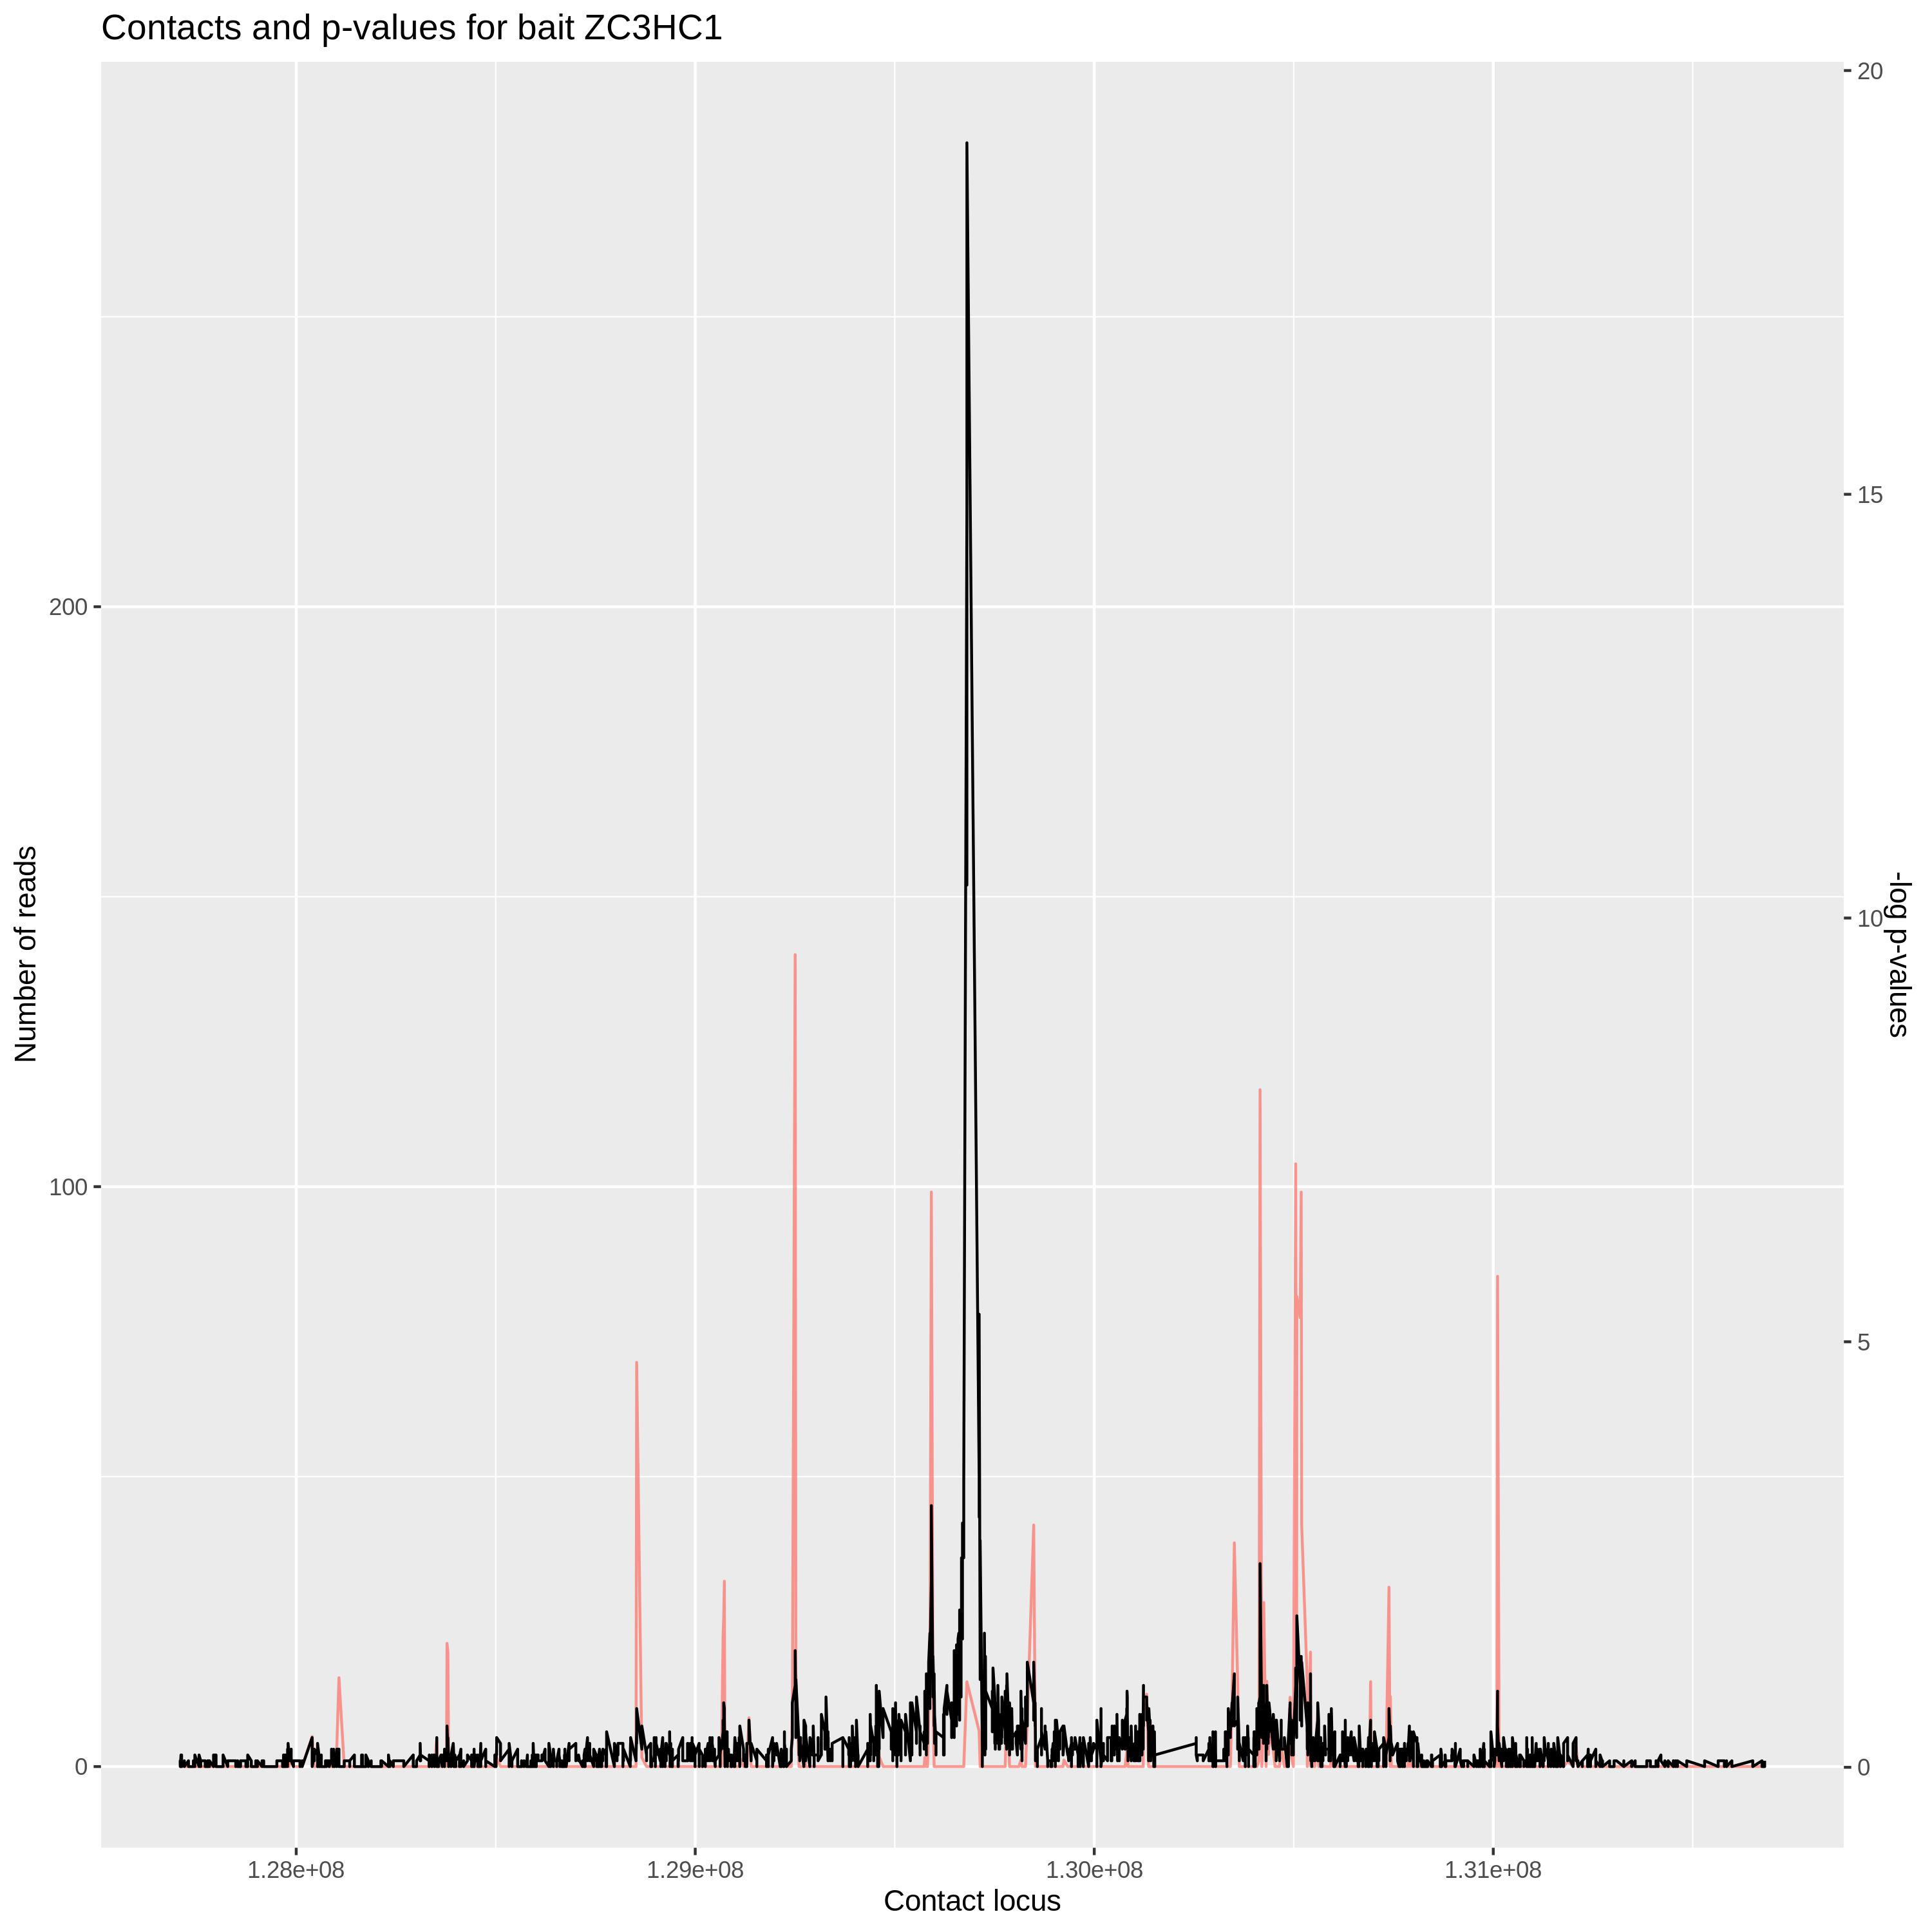 Contacts and p-values for bait ZC3HC1
Number of reads
200
100
0
20
15
10
5
0
-log p-values
1.28e+08 1.29e+08 1.30e+08 1.31e+08
Contact locus